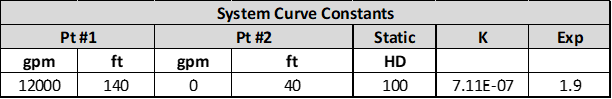 System Curve Constants
Pt #1 Pt #2 Static K Exp
gpm ft gpm ft HD
12000 140 0 40 100 7.11E-07 1.9